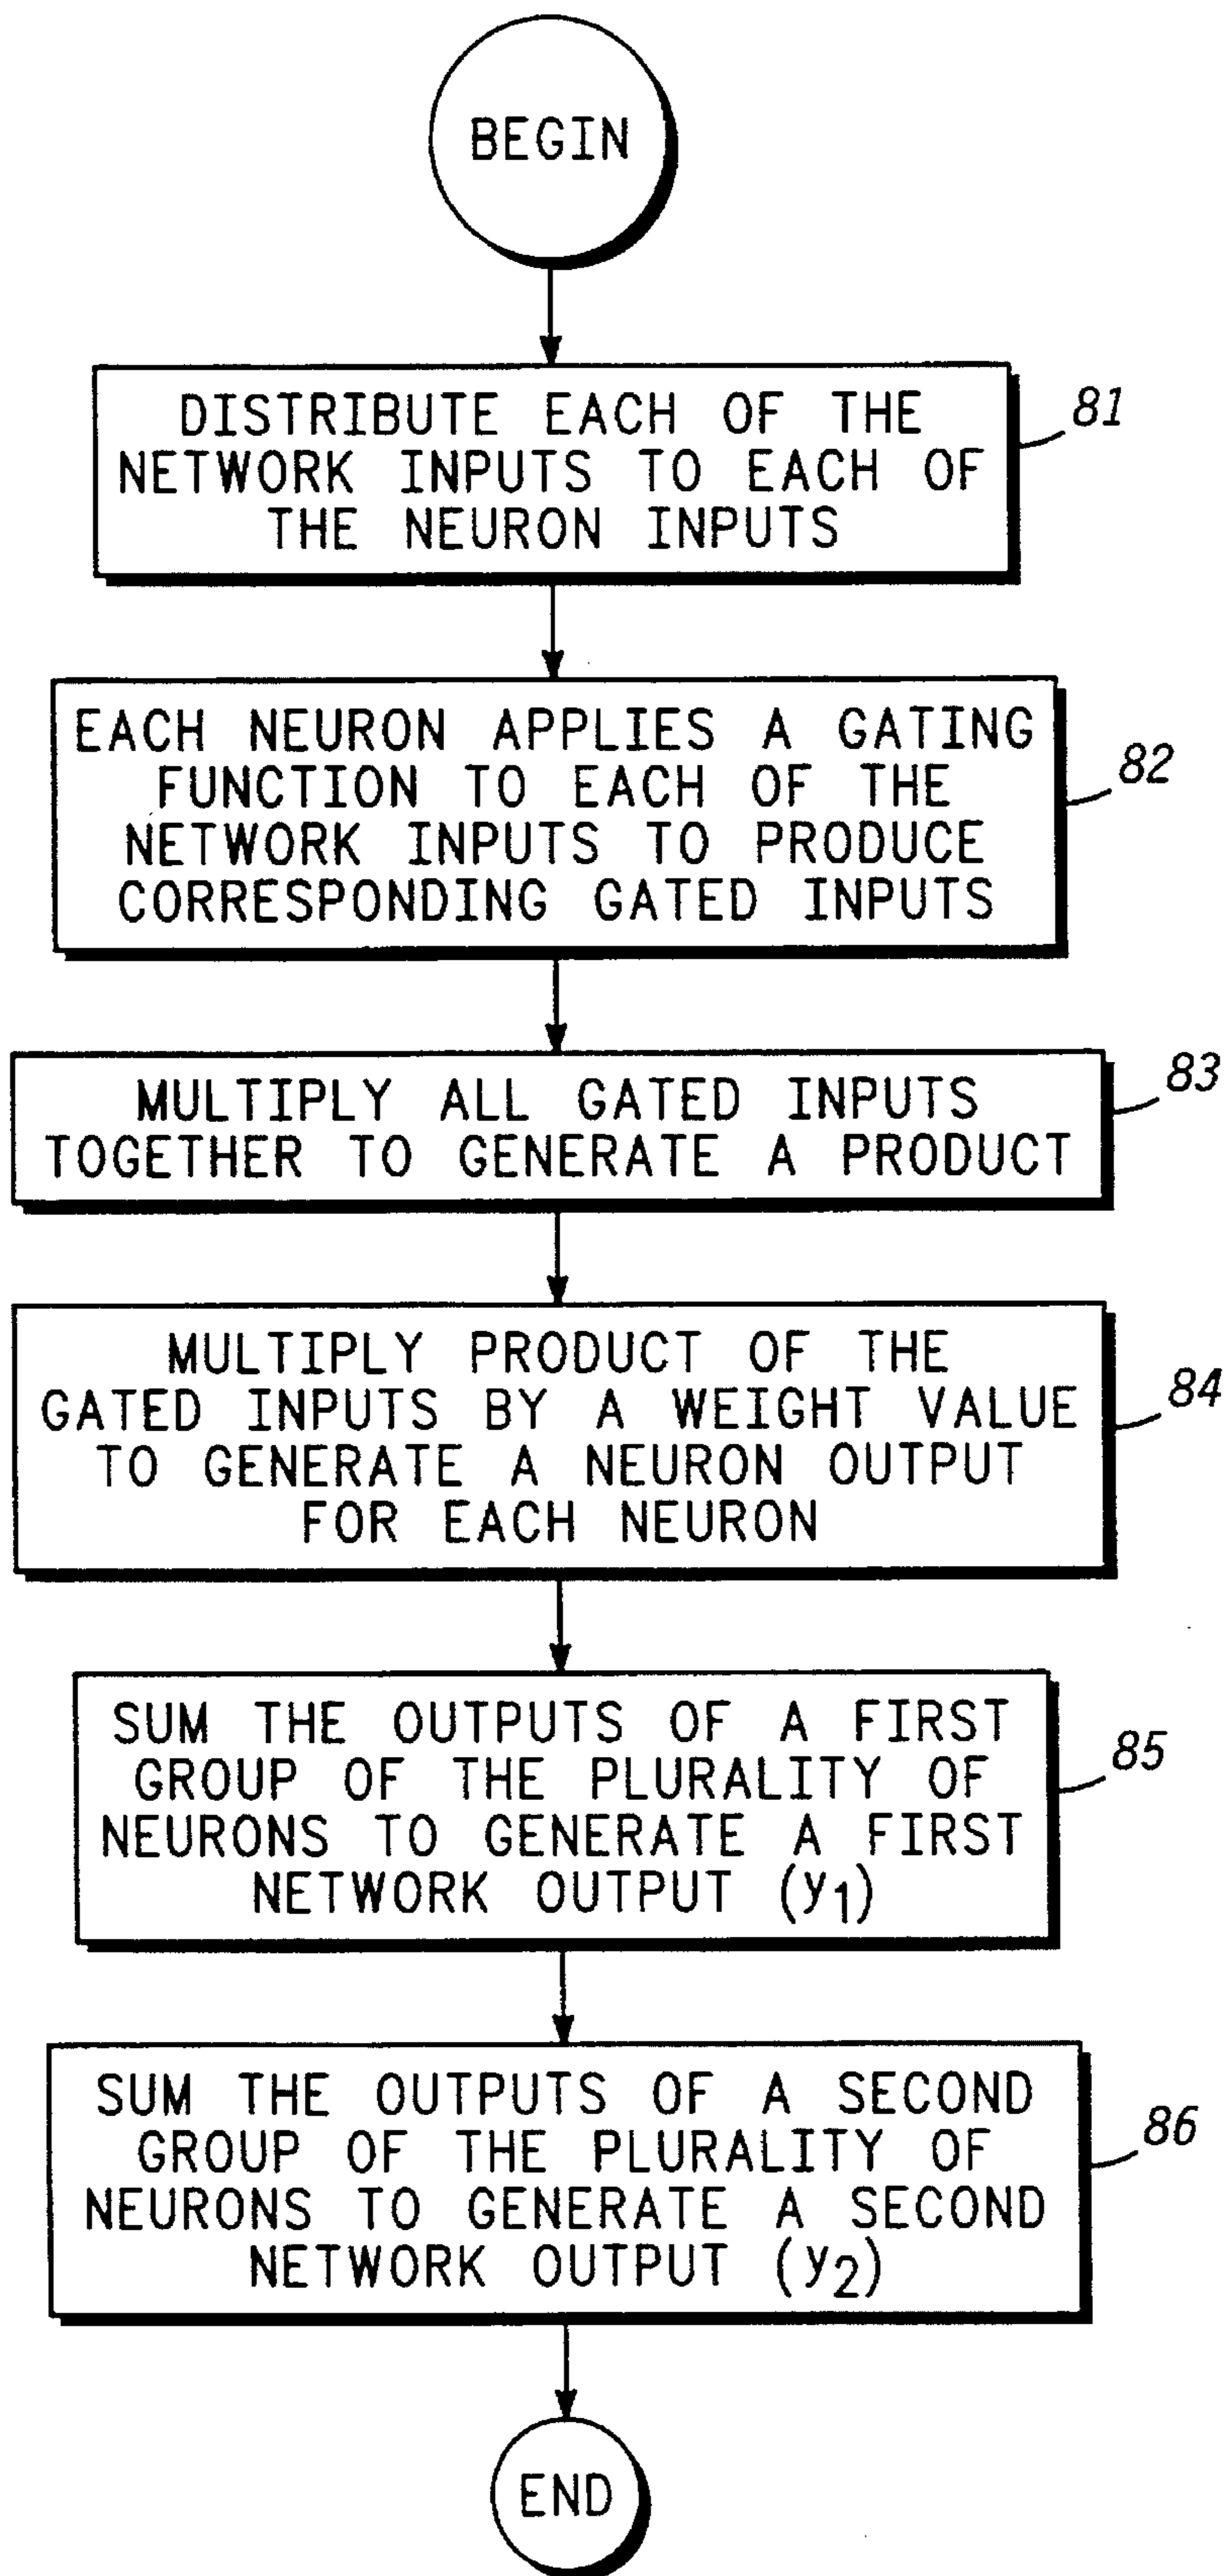 BEGIN
DISTRIBUTE EACH OF THE
NETWORK INPUTS TO EACH OF
THE NEURON INPUTS
81
EACH NEURON APPLIES A GATING
FUNCTION TO EACH OF THE
NETWORK INPUTS TO PRODUCE
CORRESPONDING GATED INPUTS
82
MULTIPLY ALL GATED INPUTS
TOGETHER TO GENERATE A PRODUCT
83
MULTIPLY PRODUCT OF THE
GATED INPUTS BY A WEIGHT VALUE
TO GENERATE A NEURON OUTPUT
FOR EACH NEURON
84
SUM THE OUTPUTS OF A FIRST
GROUP OF THE PLURALITY OF
NEURONS TO GENERATE A FIRST
NETWORK OUTPUT (y₁)
85
SUM THE OUTPUTS OF A SECOND
GROUP OF THE PLURALITY OF
NEURONS TO GENERATE A SECOND
NETWORK OUTPUT (y₂)
86
END